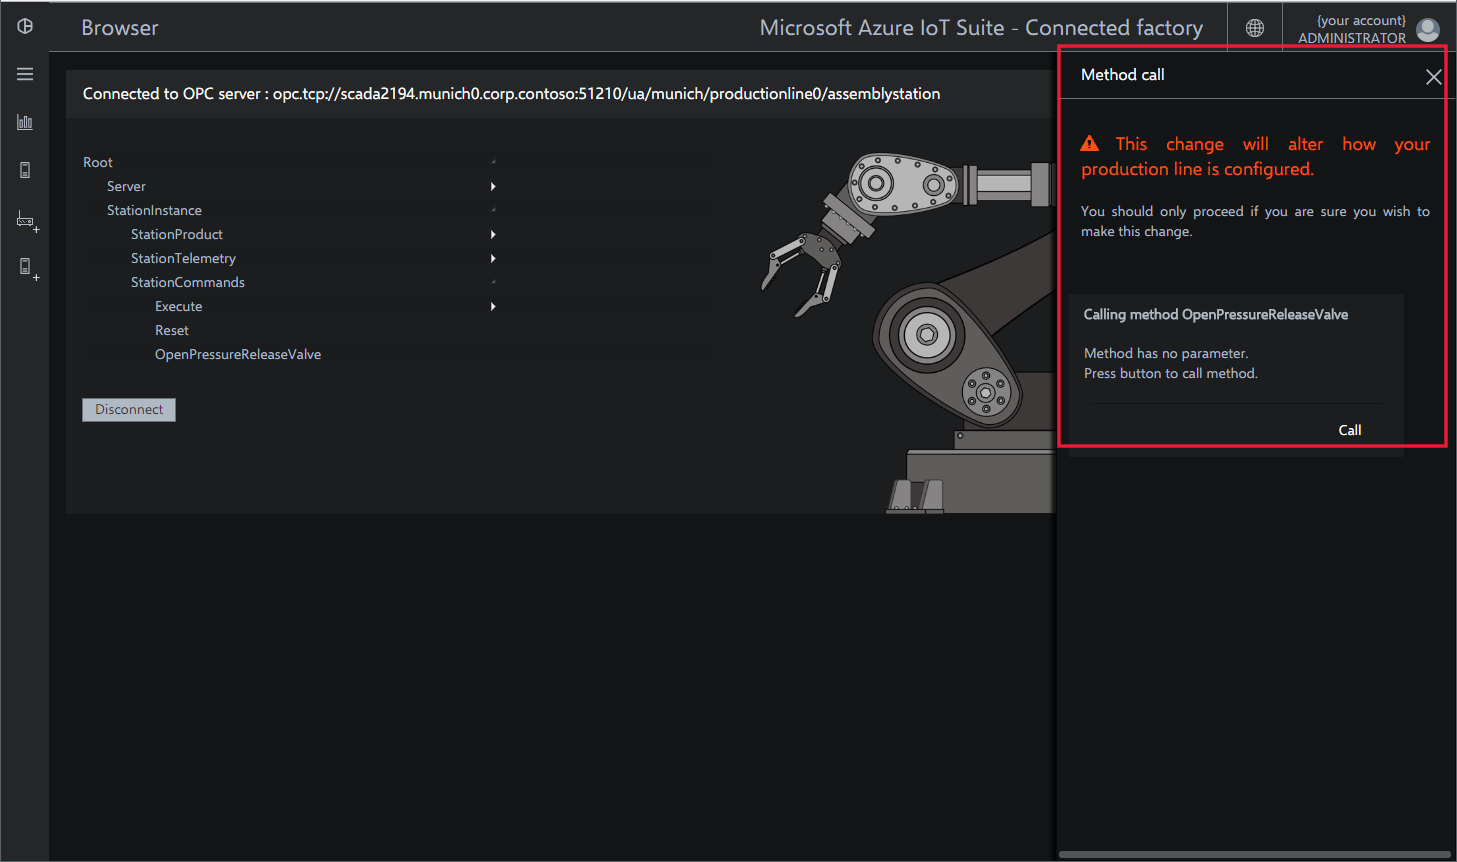 Browser
Microsoft Azure IoT Suite - Connected factory
{your account}
ADMINISTRATOR
Connected to OPC server : opc.tcp://scada2194.munich0.corp.contoso:51210/ua/munich/productionline0/assemblystation
Root
Server
StationInstance
StationProduct
StationTelemetry
StationCommands
Execute
Reset
OpenPressureReleaseValve
Disconnect
Method call
This change will alter how your
production line is configured.
You should only proceed if you are sure you wish to
make this change.
Calling method OpenPressureReleaseValve
Method has no parameter.
Press button to call method.
Call